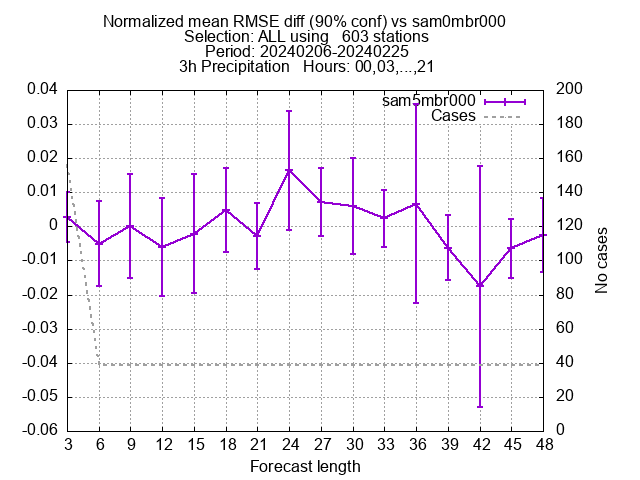 Normalized mean RMSE diff (90% conf) vs sam0mbr000
Selection: ALL using   603 stations
Period: 20240206-20240225
3h Precipitation   Hours: 00,03,...,21
0.04 200
sam5mbr000
0.03 Cases 180
0.02 160
0.01 140
0 120
-0.01 100
No cases
-0.02 80
-0.03 60
-0.04 40
-0.05 20
-0.06 0
3 6 9 12 15 18 21 24 27 30 33 36 39 42 45 48
Forecast length